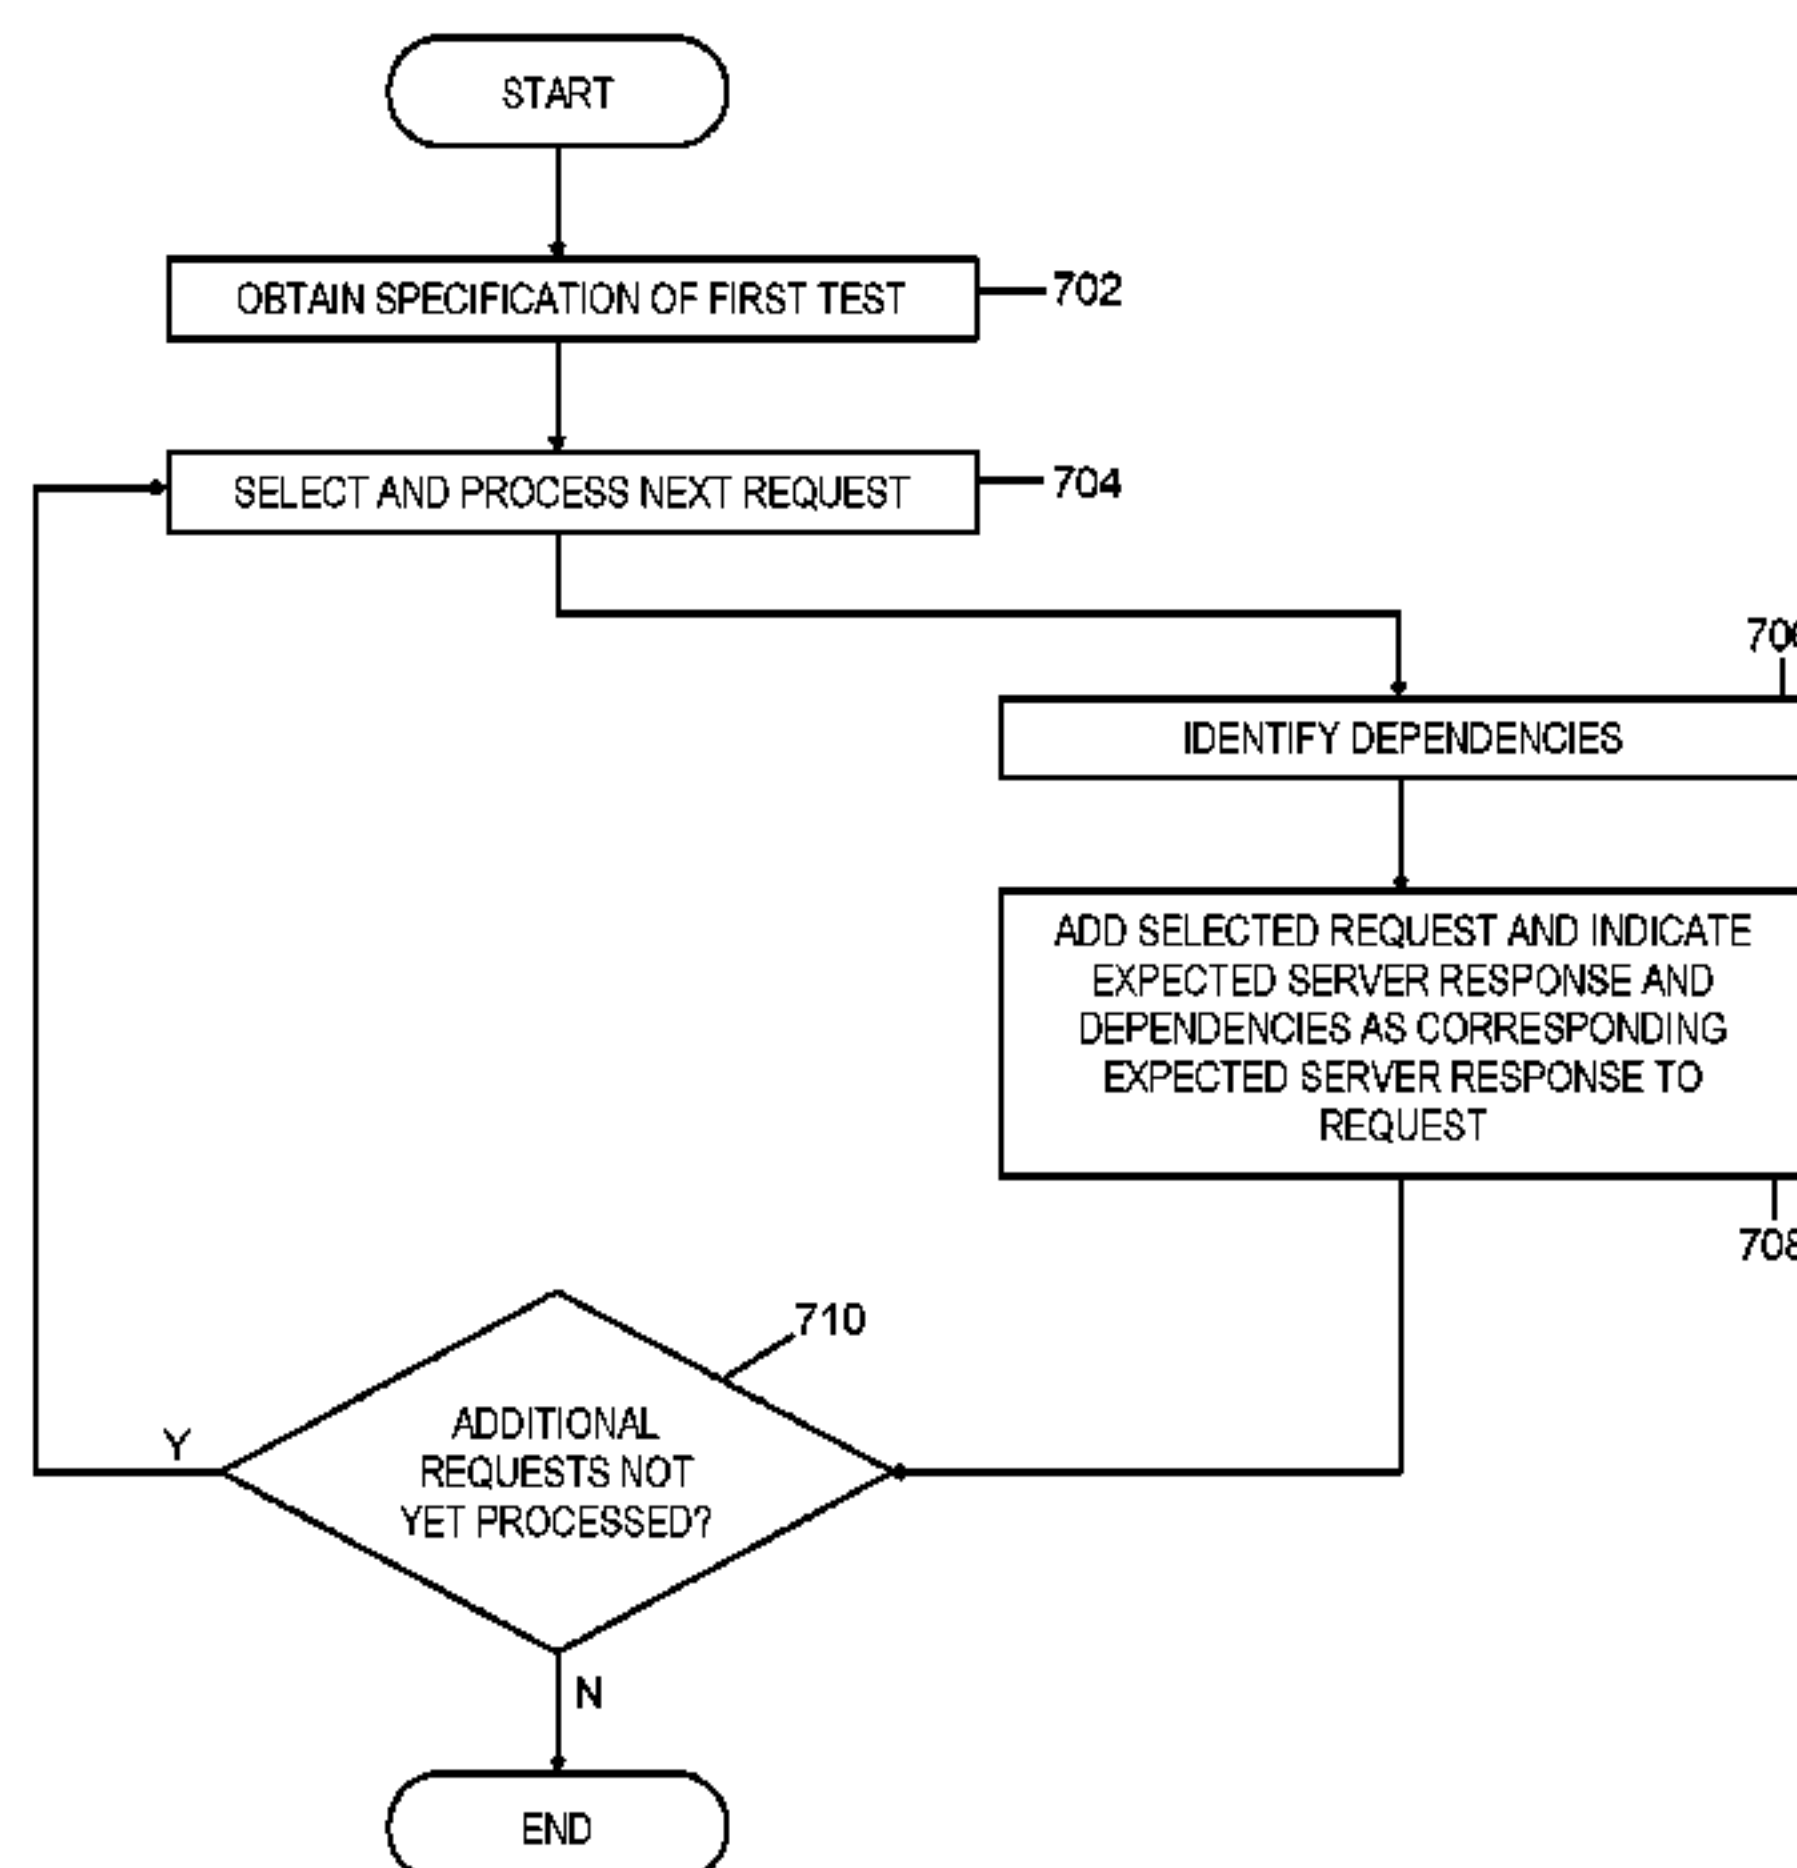 START
OBTAIN SPECIFICATION OF FIRST TEST
702
SELECT AND PROCESS NEXT REQUEST
704
IDENTIFY DEPENDENCIES
ADD SELECTED REQUEST AND INDICATE
EXPECTED SERVER RESPONSE AND
DEPENDENCIES AS CORRESPONDING
EXPECTED SERVER RESPONSE TO
REQUEST
708
710
ADDITIONAL
REQUESTS NOT
YET PROCESSED?
Y
N
END